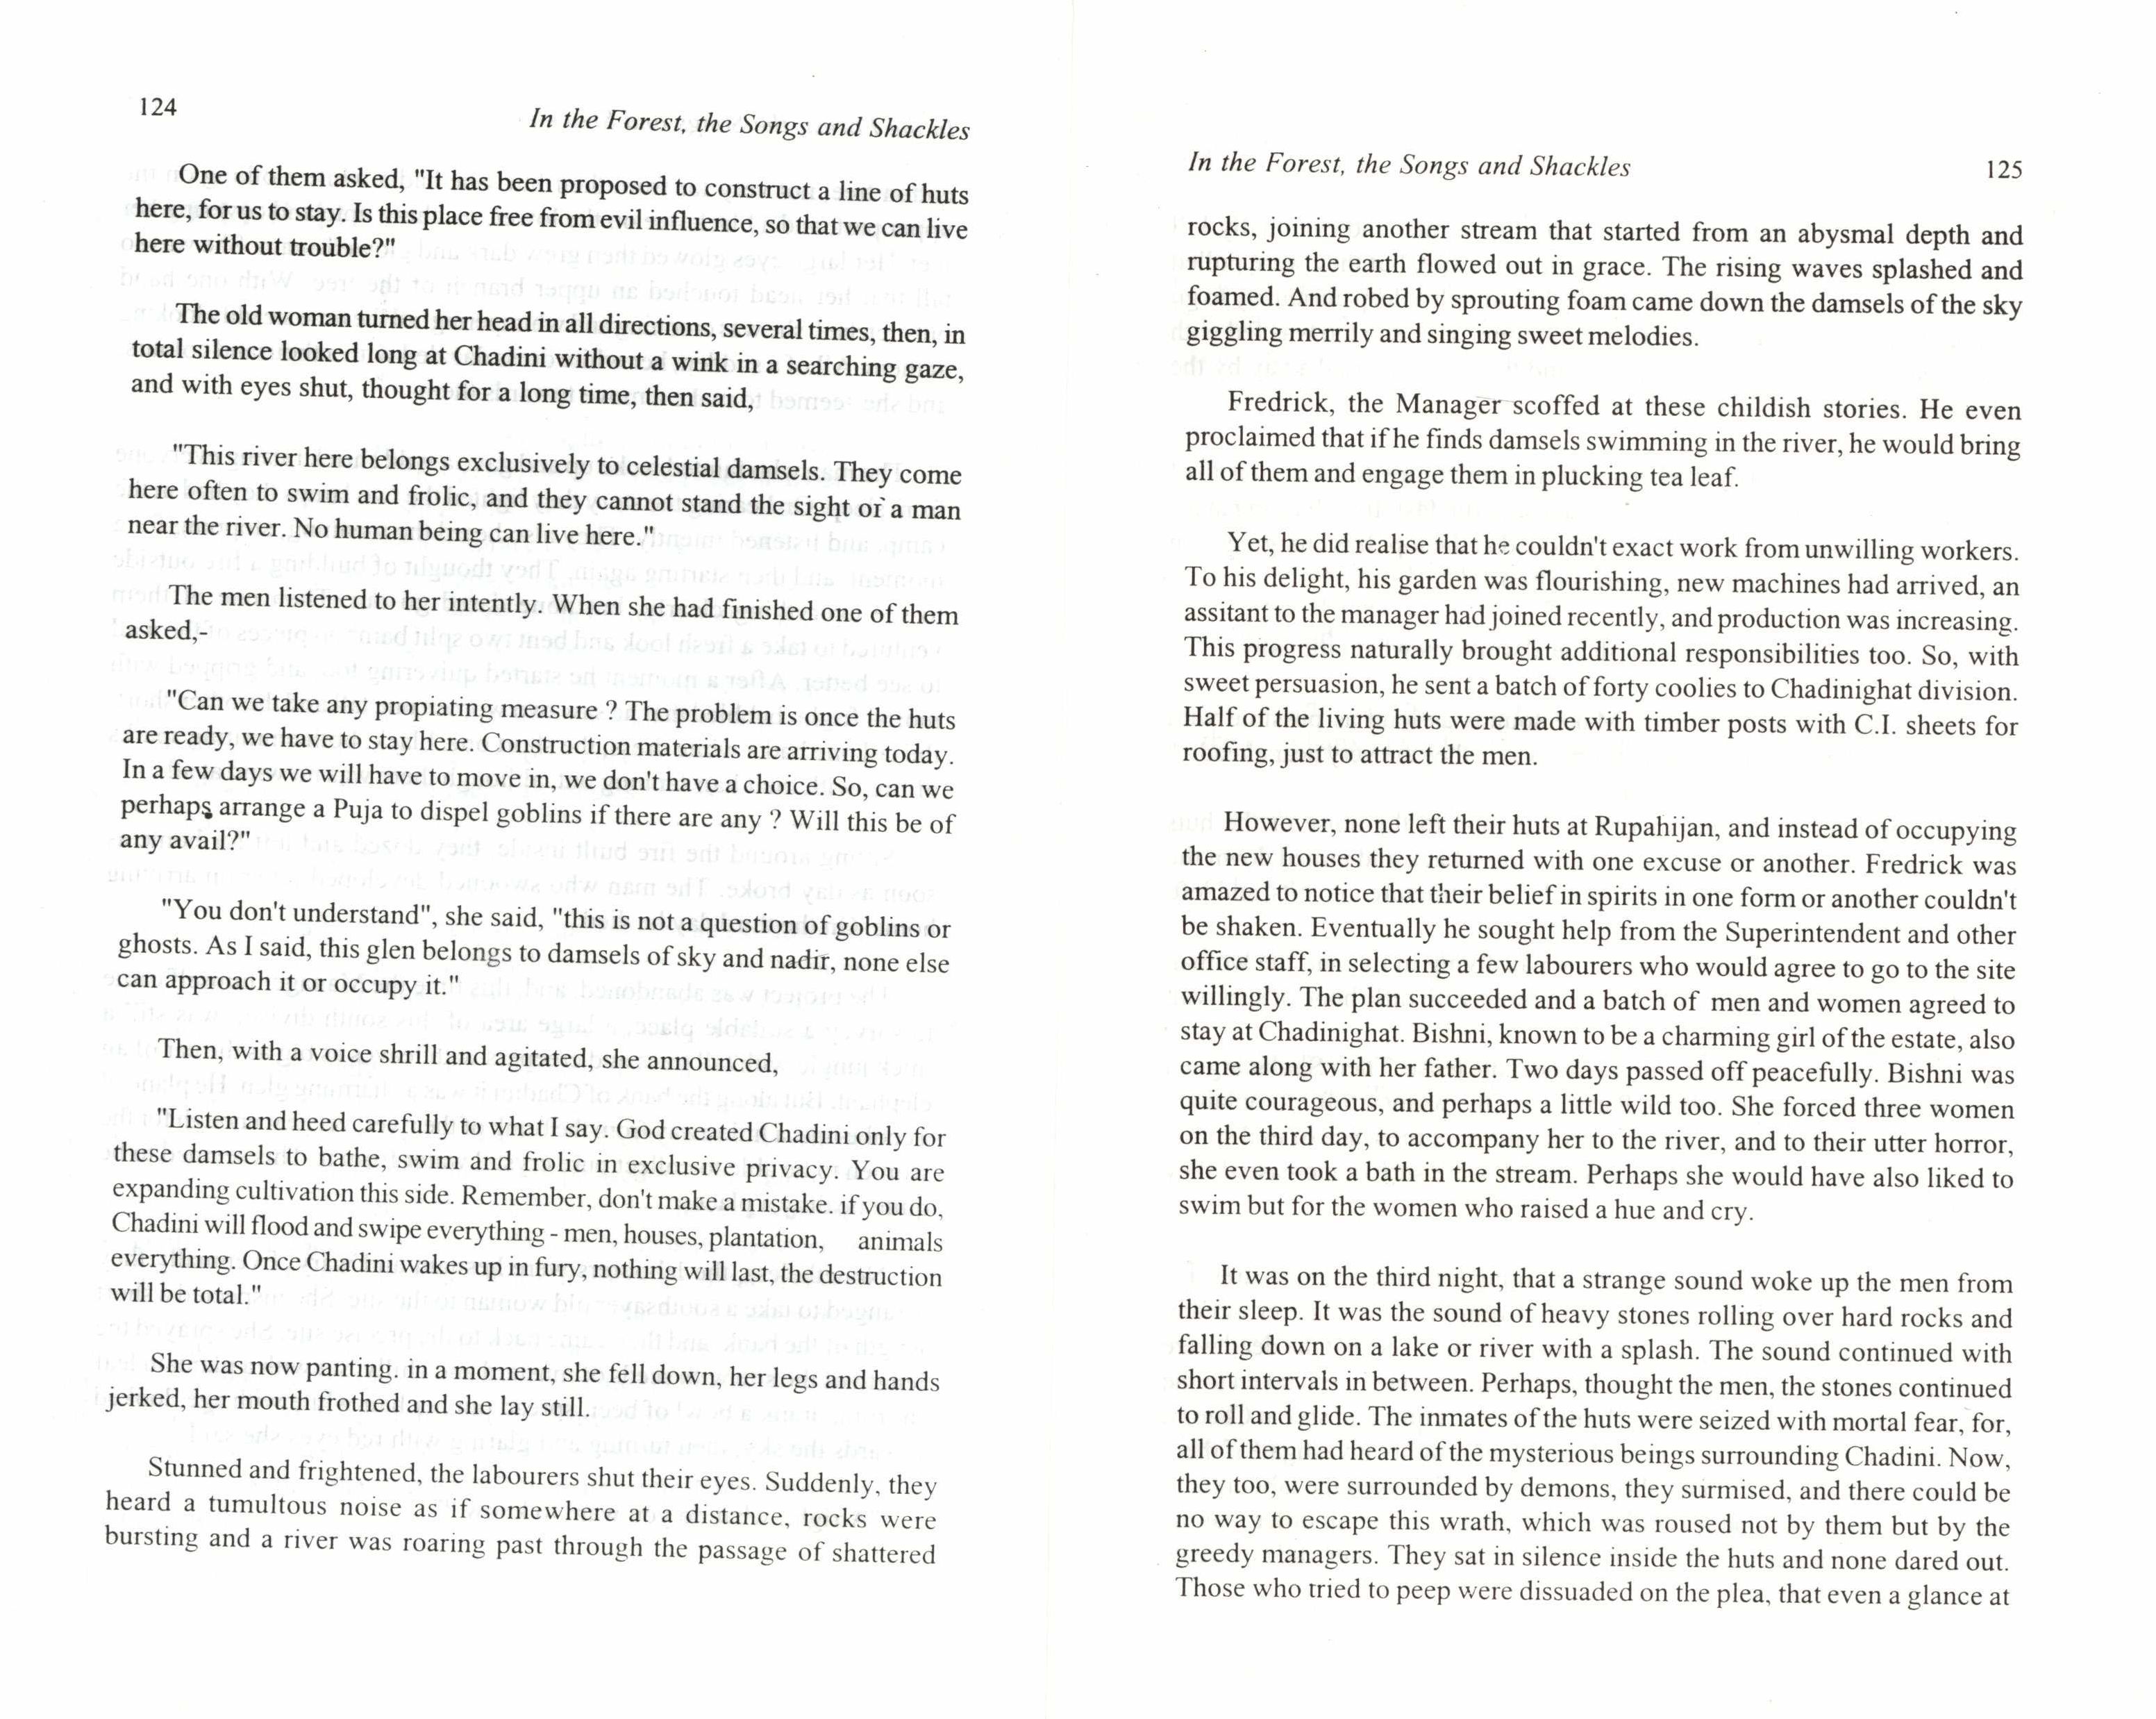 124
In the Forest, the Songs and Shackles
One of them asked, "It has been proposed to construct a line of huts
here, for us to stay. Is this place free from evil influence, so that we can live
here without trouble?"
The old woman turned her head in all directions, several times, then, in
total silence looked long at Chadini without a wink in a searching gaze,
and with eyes shut, thought for a long time, then said,
"This river here belongs exclusively to celestial damsels. They come
here often to swim and frolic, and they cannot stand the sight of a man
near the river. No human being can live here."
The men listened to her intently. When she had finished one of them
asked,-
"Can we take any propiating measure ? The problem is once the huts
are ready, we have to stay here. Construction materials are arriving today.
In a few days we will have to move in, we don't have a choice. So, can we
perhaps arrange a Puja to dispel goblins if there are any ? Will this be of
any avail?"
"You don't understand", she said, "this is not a question of goblins or
ghosts. As I said, this glen belongs to damsels of sky and nadir, none else
can approach it or occupy it."
Then, with a voice shrill and agitated, she announced,
"Listen and heed carefully to what I say. God created Chadini only for
these damsels to bathe, swim and frolic in exclusive privacy. You are
expanding cultivation this side. Remember, don't make a mistake. if you do,
Chadini will flood and swipe everything - men, houses, plantation, animals
everything. Once Chadini wakes up in fury, nothing will last, the destruction
will be total."
She was now panting. in a moment, she fell down, her legs and hands
jerked, her mouth frothed and she lay still.
Stunned and frightened, the labourers shut their eyes. Suddenly, they
heard a tumultous noise as if somewhere at a distance, rocks were
bursting and a river was roaring past through the passage of shattered
In the Forest, the Songs and Shackles
125
rocks, joining another stream that started from an abysmal depth and
rupturing the earth flowed out in grace. The rising waves splashed and
foamed. And robed by sprouting foam came down the damsels of the sky
giggling merrily and singing sweet melodies.
Fredrick, the Manager scoffed at these childish stories. He even
proclaimed that if he finds damsels swimming in the river, he would bring
all of them and engage them in plucking tea leaf.
Yet, he did realise that he couldn't exact work from unwilling workers.
To his delight, his garden was flourishing, new machines had arrived, an
assitant to the manager had joined recently, and production was increasing.
This progress naturally brought additional responsibilities too. So, with
sweet persuasion, he sent a batch of forty coolies to Chadinighat division.
Half of the living huts were made with timber posts with C.I. sheets for
roofing, just to attract the men.
However, none left their huts at Rupahijan, and instead of occupying
the new houses they returned with one excuse or another. Fredrick was
amazed to notice that their belief in spirits in one form or another couldn't
be shaken. Eventually he sought help from the Superintendent and other
office staff, in selecting a few labourers who would agree to go to the site
willingly. The plan succeeded and a batch of men and women agreed to
stay at Chadinighat. Bishni, known to be a charming girl of the estate, also
came along with her father. Two days passed off peacefully. Bishni was
quite courageous, and perhaps a little wild too. She forced three women
on the third day, to accompany her to the river, and to their utter horror,
she even took a bath in the stream. Perhaps she would have also liked to
swim but for the women who raised a hue and cry.
It was on the third night, that a strange sound woke up the men from
their sleep. It was the sound of heavy stones rolling over hard rocks and
falling down on a lake or river with a splash. The sound continued with
short intervals in between. Perhaps, thought the men, the stones continued
to roll and glide. The inmates of the huts were seized with mortal fear, for,
all of them had heard of the mysterious beings surrounding Chadini. Now,
they too, were surrounded by demons, they surmised, and there could be
no way to escape this wrath, which was roused not by them but by the
greedy managers. They sat in silence inside the huts and none dared out.
Those who tried to peep were dissuaded on the plea, that even a glance at